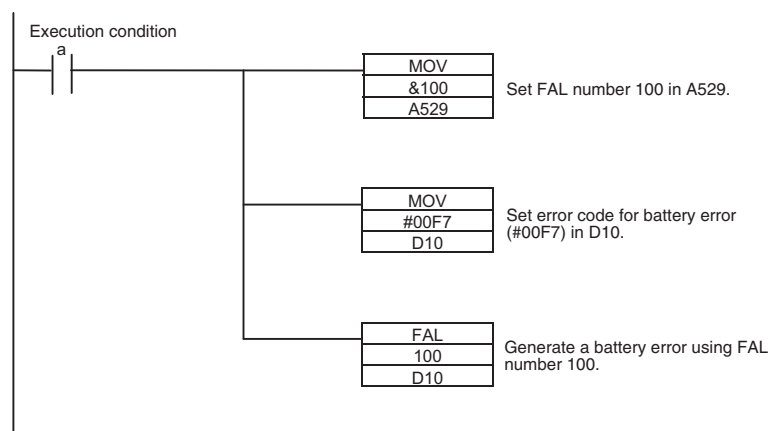 Execution condition
a
MOV
&100
A529
Set FAL number 100 in A529.
MOV
#00F7
D10
Set error code for battery error
(#00F7) in D10.
FAL
100
D10
Generate a battery error using FAL
number 100.